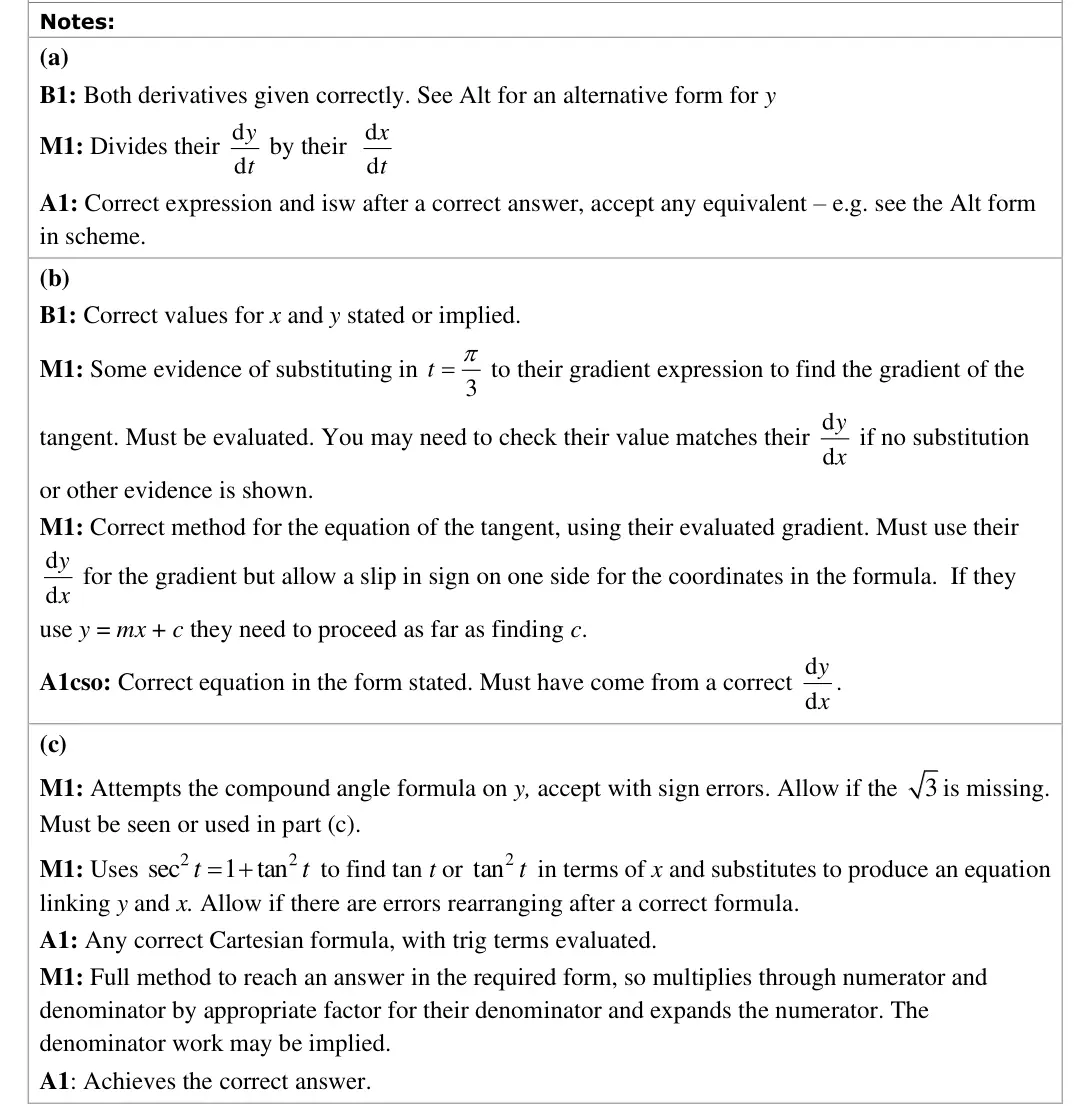 Notes:
(a)
B1: Both derivatives given correctly. See Alt for an alternative form for y
M1: Divides their dy/dt by their dx/dt
A1: Correct expression and isw after a correct answer, accept any equivalent – e.g. see the Alt form
in scheme.
(b)
B1: Correct values for x and y stated or implied.
M1: Some evidence of substituting in t = π/3 to their gradient expression to find the gradient of the
tangent. Must be evaluated. You may need to check their value matches their dy/dx if no substitution
or other evidence is shown.
M1: Correct method for the equation of the tangent, using their evaluated gradient. Must use their
dy/dx for the gradient but allow a slip in sign on one side for the coordinates in the formula. If they
use y = mx + c they need to proceed as far as finding c.
A1cso: Correct equation in the form stated. Must have come from a correct dy/dx.
(c)
M1: Attempts the compound angle formula on y, accept with sign errors. Allow if the √3 is missing.
Must be seen or used in part (c).
M1: Uses sec² t = 1 + tan² t to find tan t or tan² t in terms of x and substitutes to produce an equation
linking y and x. Allow if there are errors rearranging after a correct formula.
A1: Any correct Cartesian formula, with trig terms evaluated.
M1: Full method to reach an answer in the required form, so multiplies through numerator and
denominator by appropriate factor for their denominator and expands the numerator. The
denominator work may be implied.
A1: Achieves the correct answer.